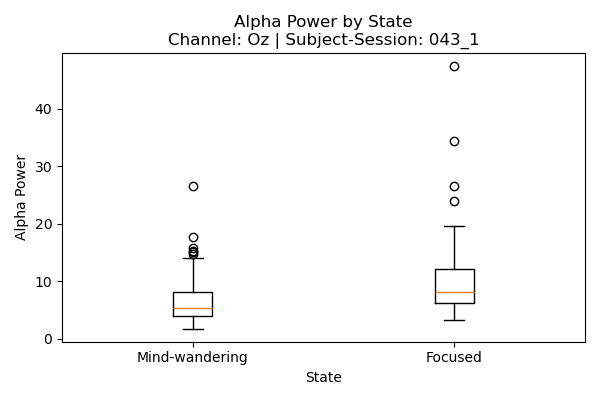 Alpha Power by State
Channel: Oz | Subject-Session: 043_1
Alpha Power
40
30
20
10
0
Mind-wandering
Focused
State